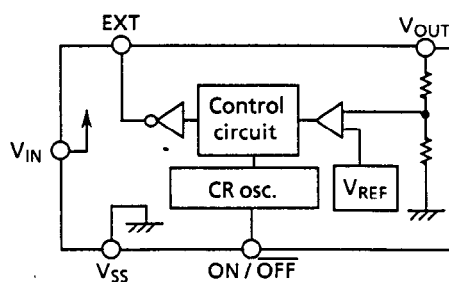 EXT
VOUT
Control
circuit
VIN
CR osc.
VREF
VSS
ON / OFF